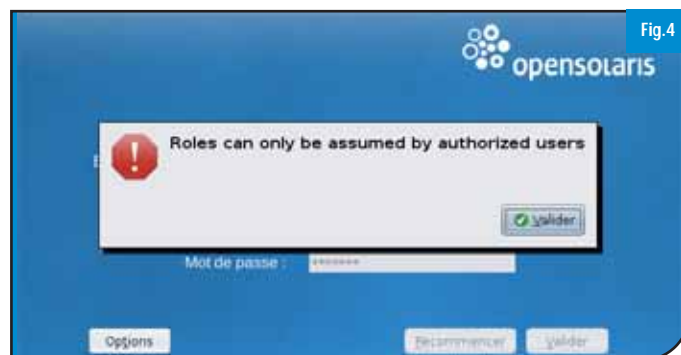 Fig.4
opensolaris
Roles can only be assumed by authorized users
Valider
Mot de passe : *******
Options
Recommencer
Valider